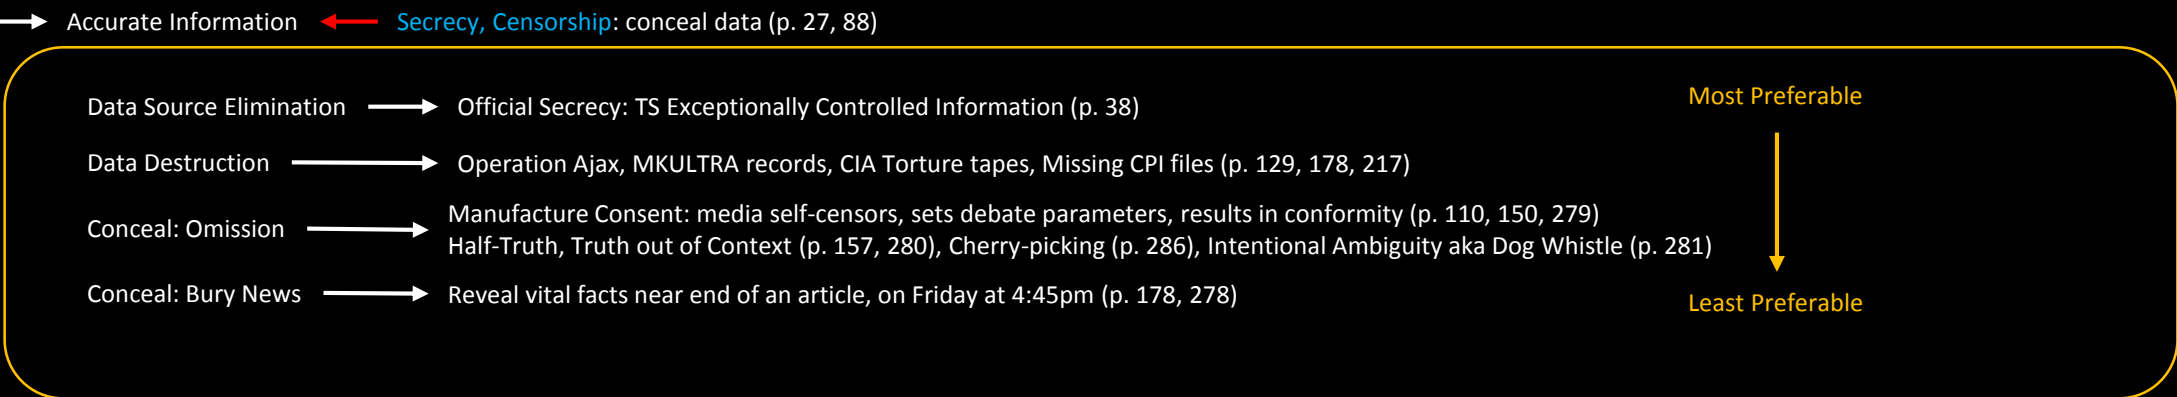 Accurate Information Secrecy, Censorship: conceal data (p. 27, 88)
Data Source Elimination Official Secrecy: TS Exceptionally Controlled Information (p. 38) Most Preferable
Data Destruction Operation Ajax, MKULTRA records, CIA Torture tapes, Missing CPI files (p. 129, 178, 217)
Conceal: Omission Manufacture Consent: media self-censors, sets debate parameters, results in conformity (p. 110, 150, 279)
Half-Truth, Truth out of Context (p. 157, 280), Cherry-picking (p. 286), Intentional Ambiguity aka Dog Whistle (p. 281)
Conceal: Bury News Reveal vital facts near end of an article, on Friday at 4:45pm (p. 178, 278) Least Preferable